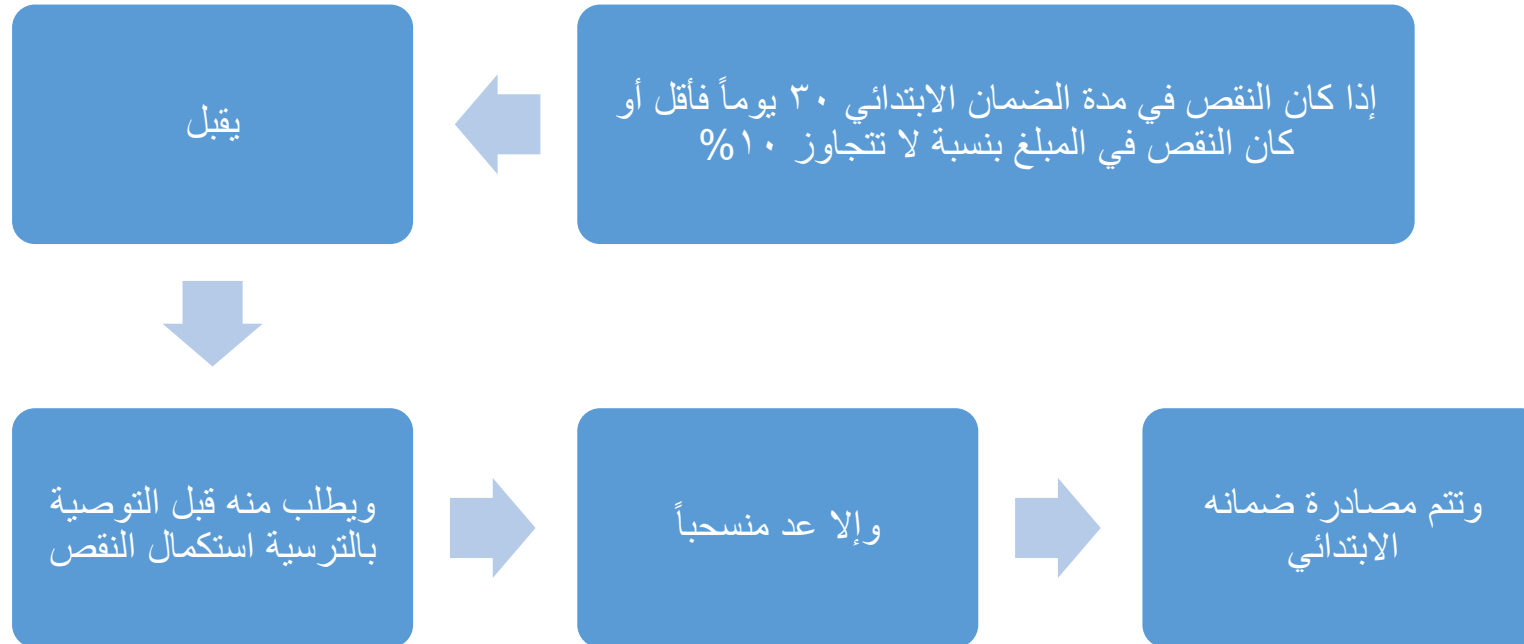 إذا كان النقص في مدة الضمان الابتدائي ٣٠ يوماً فأقل أو
كان النقص في المبلغ بنسبة لا تتجاوز ١٠%
يقبل
ويطلب منه قبل التوصية
بالترسية استكمال النقص
وإلا عد منسحباً
وتتم مصادرة ضمانه
الابتدائي